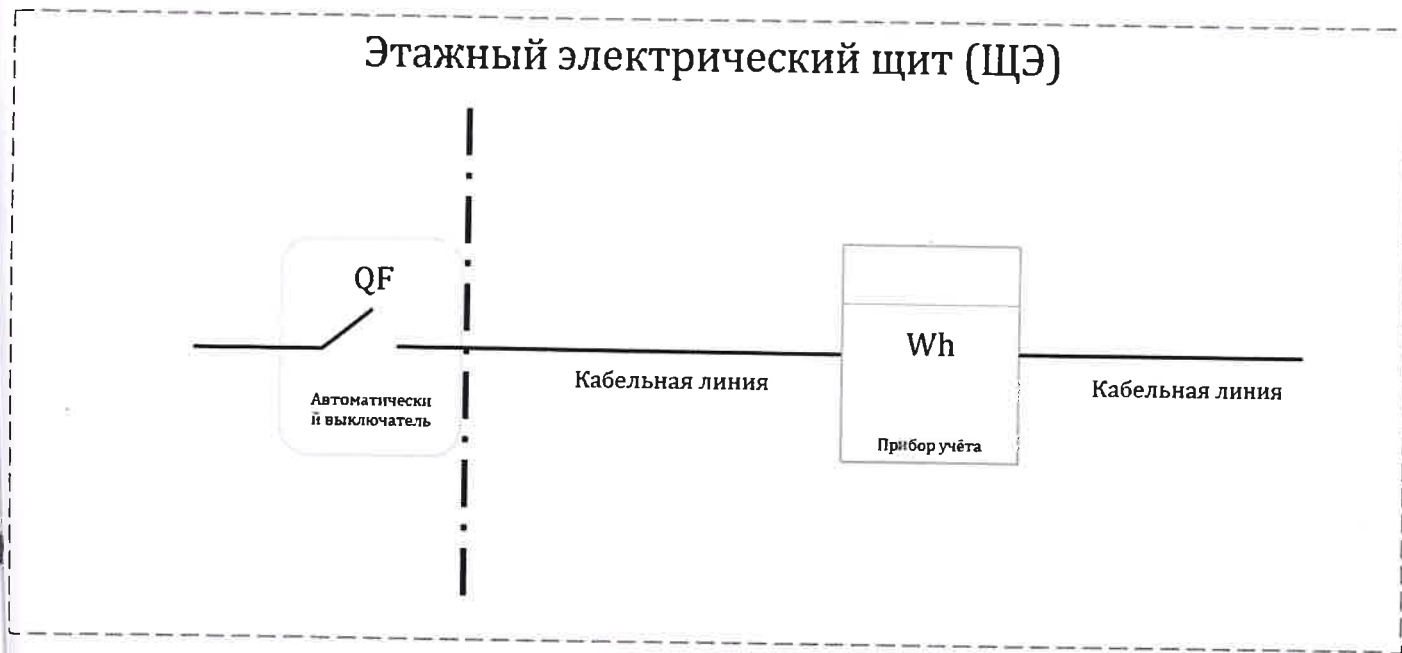 Этажный электрический щит (ЩЭ)
QF
Автоматически
й выключатель
Кабельная линия
Wh
Прибор учёта
Кабельная линия